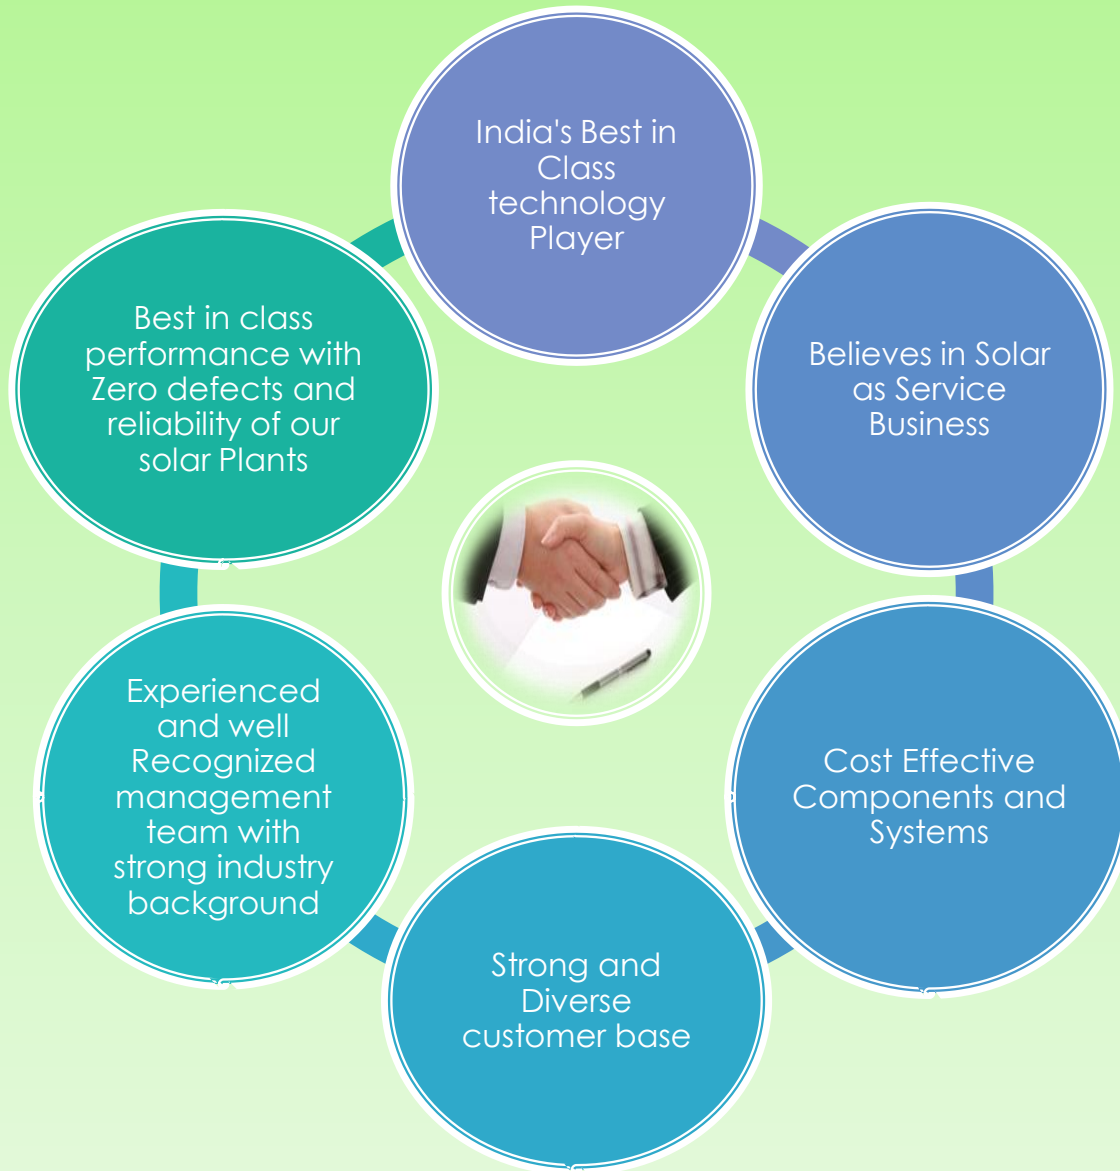 India's Best in
Class
technology
Player
Believes in Solar
as Service
Business
Cost Effective
Components and
Systems
Strong and
Diverse
customer base
Experienced
and well
Recognized
management
team with
strong industry
background
Best in class
performance with
Zero defects and
reliability of our
solar Plants